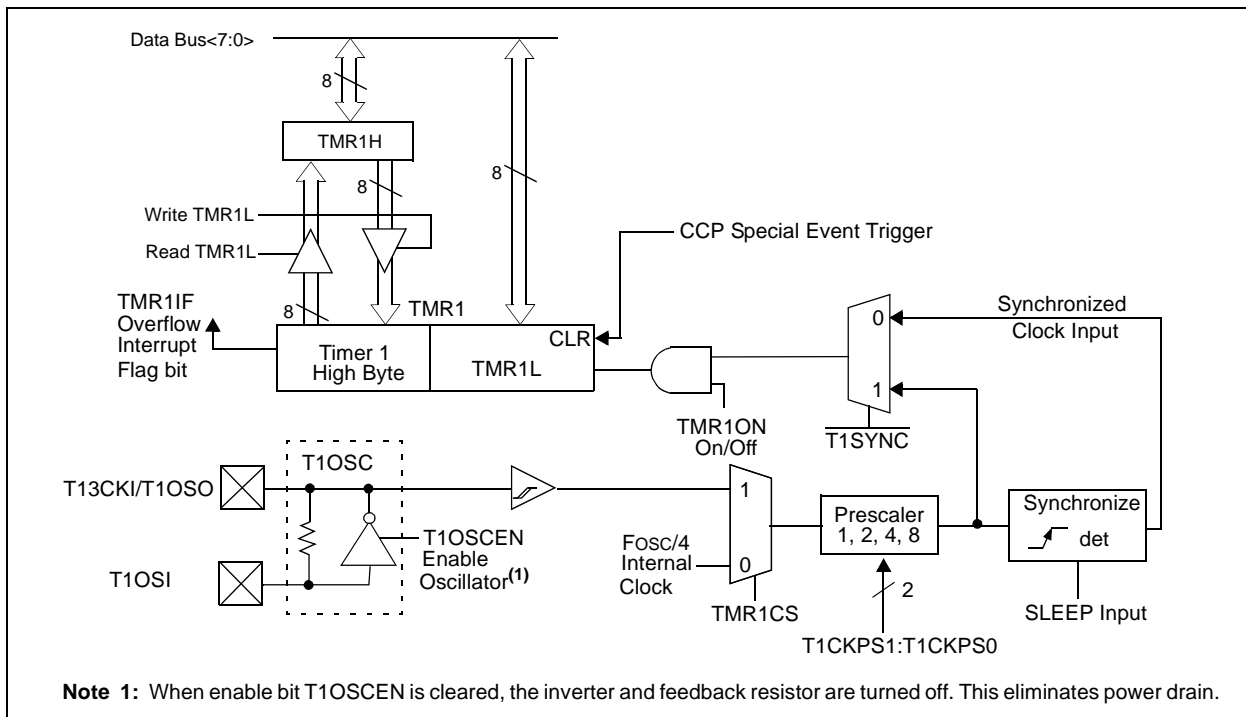 Data Bus<7:0>
8
TMR1H
8
8
Write TMR1L
Read TMR1L
CCP Special Event Trigger
8
TMR1
TMR1IF
Overflow
Interrupt
Flag bit
Timer 1
High Byte
TMR1L
CLR
0
1
Synchronized
Clock Input
TMR1ON
On/Off
T1SYNC
T1OSC
T13CKI/T1OSO
T1OSI
T1OSCEN
Enable
Oscillator(1)
FOSC/4
Internal
Clock
1
0
TMR1CS
Prescaler
1, 2, 4, 8
2
T1CKPS1:T1CKPS0
Synchronize
det
SLEEP Input
Note 1: When enable bit T1OSCEN is cleared, the inverter and feedback resistor are turned off. This eliminates power drain.